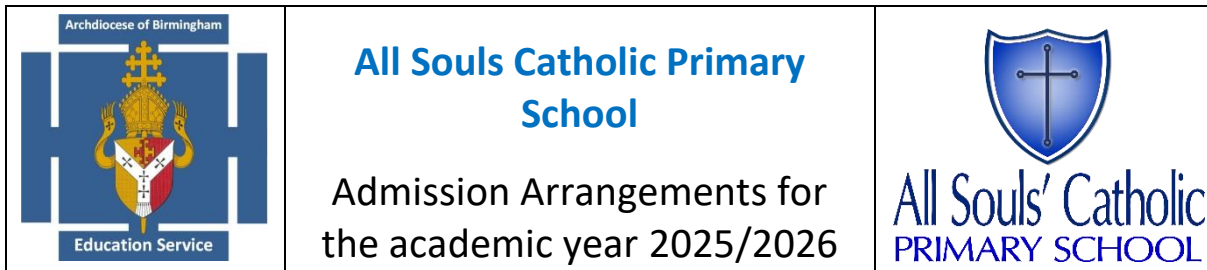 Archdiocese of Birmingham
Education Service
All Souls Catholic Primary
School
Admission Arrangements for
the academic year 2025/2026
All Souls' Catholic
PRIMARY SCHOOL